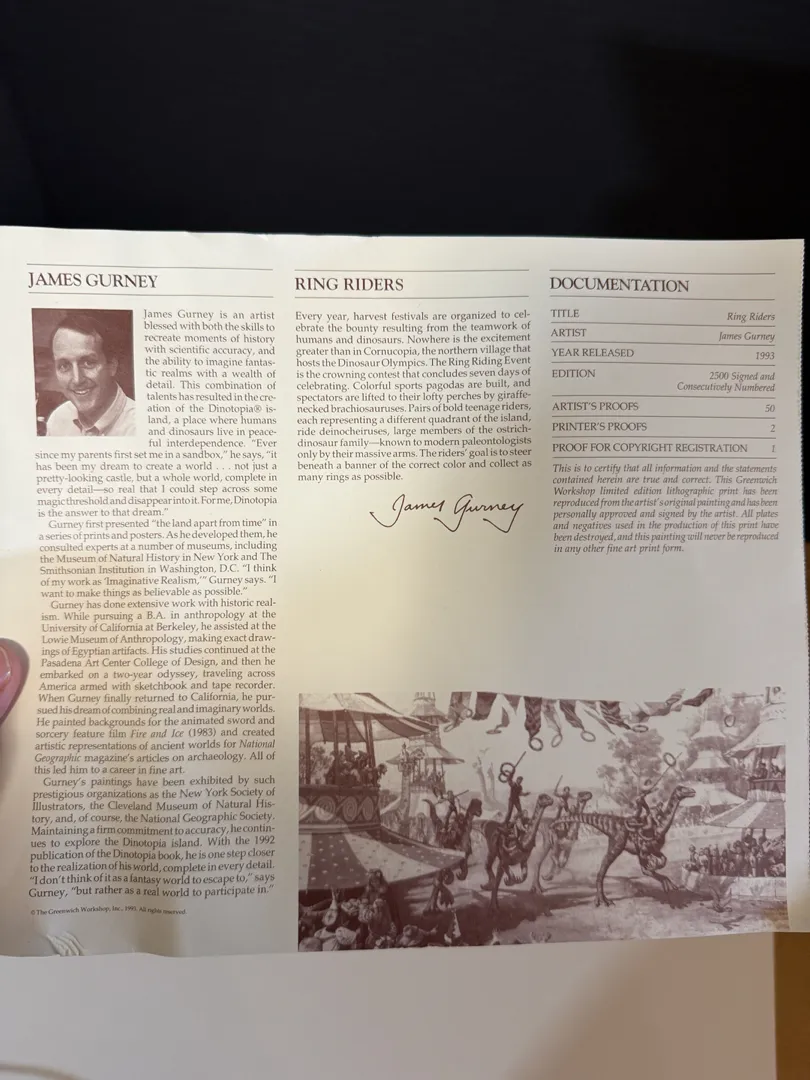 JAMES GURNEY
James Gurney is an artist
blessed with both the skills to
recreate moments of history
with scientific accuracy, and
the ability to imagine fantas-
tic realms with a wealth of
detail. This combination of
talents has resulted in the cre-
ation of the Dinotopia® is-
land, a place where humans
and dinosaurs live in peace-
ful interdependence. "Ever
since my parents first set me in a sandbox," he says, "it
has been my dream to create a world . . . not just a
pretty-looking castle, but a whole world, complete in
every detail—so real that I could step across some
magic threshold and disappear into it. For me, Dinotopia
is the answer to that dream."
Gurney first presented "the land apart from time" in
a series of prints and posters. As he developed them, he
consulted experts at a number of museums, including
the Museum of Natural History in New York and The
Smithsonian Institution in Washington, D.C. "I think
of my work as 'Imaginative Realism,'" Gurney says. "I
want to make things as believable as possible."
Gurney has done extensive work with historic real-
ism. While pursuing a B.A. in anthropology at the
University of California at Berkeley, he assisted at the
Lowie Museum of Anthropology, making exact draw-
ings of Egyptian artifacts. His studies continued at the
Pasadena Art Center College of Design, and then he
embarked on a two-year odyssey, traveling across
America armed with sketchbook and tape recorder.
When Gurney finally returned to California, he pur-
sued his dream of combining real and imaginary worlds.
He painted backgrounds for the animated sword and
sorcery feature film Fire and Ice (1983) and created
artistic representations of ancient worlds for National
Geographic magazine's articles on archaeology. All of
this led him to a career in fine art.
Gurney's paintings have been exhibited by such
prestigious organizations as the New York Society of
Illustrators, the Cleveland Museum of Natural His-
tory, and, of course, the National Geographic Society.
Maintaining a firm commitment to accuracy, he contin-
ues to explore the Dinotopia island. With the 1992
publication of the Dinotopia book, he is one step closer
to the realization of his world, complete in every detail.
"I don't think of it as a fantasy world to escape to," says
Gurney, "but rather as a real world to participate in."
© The Greenwich Workshop, Inc., 1993. All rights reserved
RING RIDERS
Every year, harvest festivals are organized to cel-
ebrate the bounty resulting from the teamwork of
humans and dinosaurs. Nowhere is the excitement
greater than in Cornucopia, the northern village that
hosts the Dinosaur Olympics. The Ring Riding Event
is the crowning contest that concludes seven days of
celebrating. Colorful sports pagodas are built, and
spectators are lifted to their lofty perches by giraffe-
necked brachiosauruses. Pairs of bold teenage riders,
each representing a different quadrant of the island,
ride deinocheiruses, large members of the ostrich-
dinosaur family—known to modern paleontologists
only by their massive arms. The riders' goal is to steer
beneath a banner of the correct color and collect as
many rings as possible.
James Gurney
DOCUMENTATION
TITLE Ring Riders
ARTIST James Gurney
YEAR RELEASED 1993
EDITION 2500 Signed and
Consecutively Numbered
ARTIST'S PROOFS 50
PRINTER'S PROOFS 2
PROOF FOR COPYRIGHT REGISTRATION 1
This is to certify that all information and the statements
contained herein are true and correct. This Greenwich
Workshop limited edition lithographic print has been
reproduced from the artist's original painting and has been
personally approved and signed by the artist. All plates
and negatives used in the production of this print have
been destroyed, and this painting will never be reproduced
in any other fine art print form.